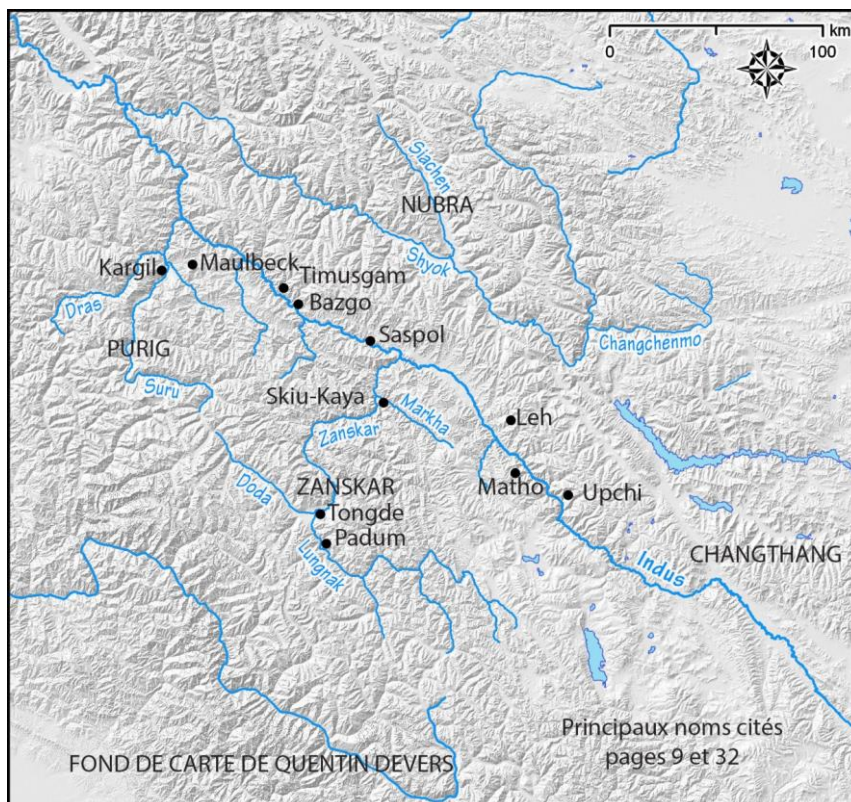 km
0 100
Siachen
NUBRA
Shyok
Kargil
Maulbeck
Timusgam
Dras
Bazgo
PURIG
Saspol
Changchenmo
Suru
Skiu-Kaya
Markha
Leh
Zanskar
Doda
ZANSKAR
Matho
Upchi
Tongde
Padum
Lungnak
CHANGTHANG
Indus
Principaux noms cités
pages 9 et 32
FOND DE CARTE DE QUENTIN DEVERS